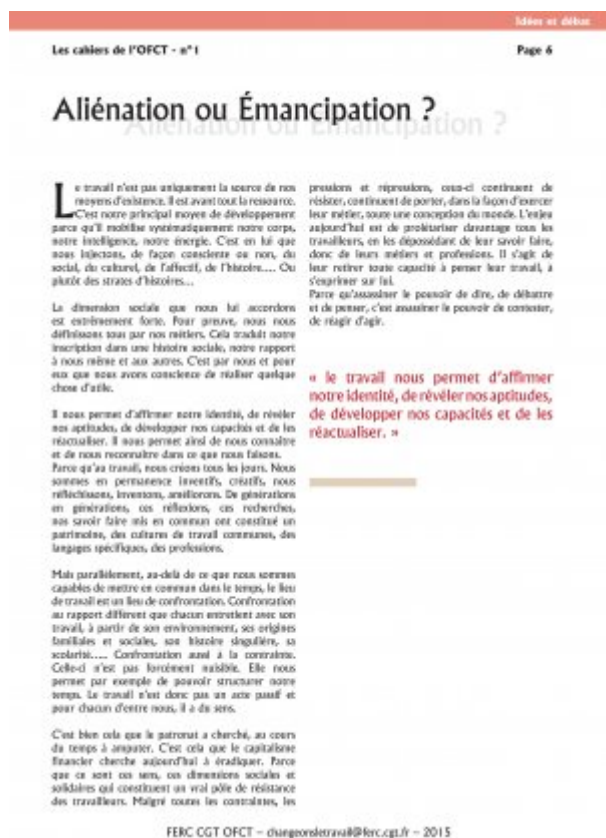 Idées et débat
Les cahiers de l'OFCT - n°1
Page 6
Aliénation ou Émancipation ?
Aliénation ou Émancipation ?
Le travail n'est pas uniquement la source de nos
moyens d'existence. Il est avant tout la ressource.
C'est notre principal moyen de développement
parce qu'il mobilise systématiquement notre corps,
notre intelligence, notre énergie. C'est en lui que
nous injectons, de façon consciente ou non, du
social, du culturel, de l'affectif, de l'histoire.... Ou
plutôt des strates d'histoires...
La dimension sociale que nous lui accordons
est extrêmement forte. Pour preuve, nous nous
définissons tous par nos métiers. Cela traduit notre
inscription dans une histoire sociale, notre rapport
à nous même et aux autres. C'est par nous et pour
eux que nous avons conscience de réaliser quelque
chose d'utile.
Il nous permet d'affirmer notre identité, de révéler
nos aptitudes, de développer nos capacités et de les
réactualiser. Il nous permet ainsi de nous connaître
et de nous reconnaître dans ce que nous faisons.
Parce qu'au travail, nous créons tous les jours. Nous
sommes en permanence inventifs, créatifs, nous
réfléchissons, inventons, améliorons. De générations
en générations, ces réflexions, ces recherches,
nos savoir faire mis en commun ont constitué un
patrimoine, des cultures de travail communes, des
langages spécifiques, des professions.
Mais parallèlement, au-delà de ce que nous sommes
capables de mettre en commun dans le temps, le lieu
de travail est un lieu de confrontation. Confrontation
au rapport différent que chacun entretient avec son
travail, à partir de son environnement, ses origines
familiales et sociales, son histoire singulière, sa
scolarité..... Confrontation aussi à la contrainte.
Celle-ci n'est pas forcément nuisible. Elle nous
permet par exemple de pouvoir structurer notre
temps. Le travail n'est donc pas un acte passif et
pour chacun d'entre nous, il a du sens.
C'est bien cela que le patronat a cherché, au cours
du temps à amputer. C'est cela que le capitalisme
financier cherche aujourd'hui à éradiquer. Parce
que ce sont ces sens, ces dimensions sociales et
solidaires qui constituent un vrai pôle de résistance
des travailleurs. Malgré toutes les contraintes, les
pressions et répressions, ceux-ci continuent de
résister, continuent de porter, dans la façon d'exercer
leur métier, toute une conception du monde. L'enjeu
aujourd'hui est de prolétariser davantage tous les
travailleurs, en les dépossédant de leur savoir faire,
donc de leurs métiers et professions. Il s'agit de
leur retirer toute capacité à penser leur travail, à
s'exprimer sur lui.
Parce qu'assassiner le pouvoir de dire, de débattre
et de penser, c'est assassiner le pouvoir de contester,
de réagir d'agir.
« le travail nous permet d'affirmer
notre identité, de révéler nos aptitudes,
de développer nos capacités et de les
réactualiser. »
FERC CGT OFCT – changeonsletravail@ferc.cgt.fr – 2015